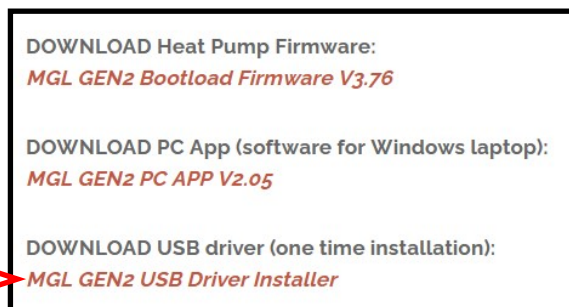 DOWNLOAD Heat Pump Firmware:
MGL GEN2 Bootload Firmware V3.76
DOWNLOAD PC App (software for Windows laptop):
MGL GEN2 PC APP V2.05
DOWNLOAD USB driver (one time installation):
MGL GEN2 USB Driver Installer